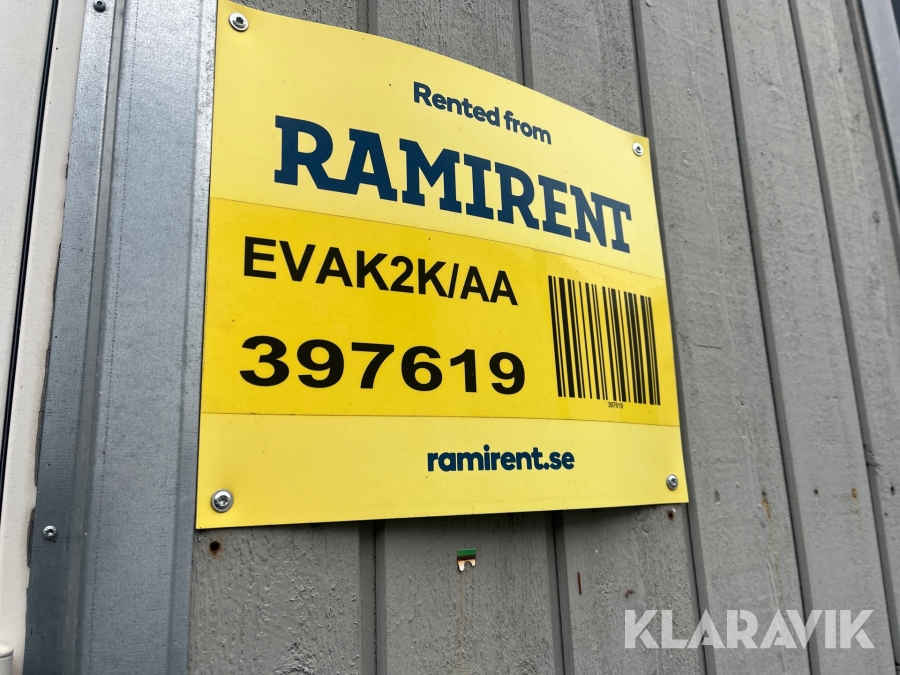 Rented from
RAMIRENT
EVAK2K/AA
397619
397619
ramirent.se
KLARAVIK